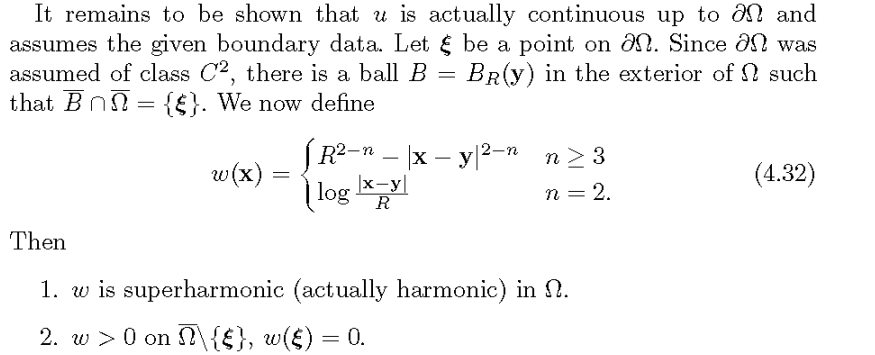 It remains to be shown that u is actually continuous up to ∂Ω and
assumes the given boundary data. Let ξ be a point on ∂Ω. Since ∂Ω was
assumed of class C², there is a ball B = B_R(y) in the exterior of Ω such
that B̅ ∩ Ω̅ = {ξ}. We now define
w(x) = { R^{2−n} − |x − y|^{2−n} n ≥ 3
log |x−y|/R n = 2. (4.32)
Then
1. w is superharmonic (actually harmonic) in Ω.
2. w > 0 on Ω̅\{ξ}, w(ξ) = 0.